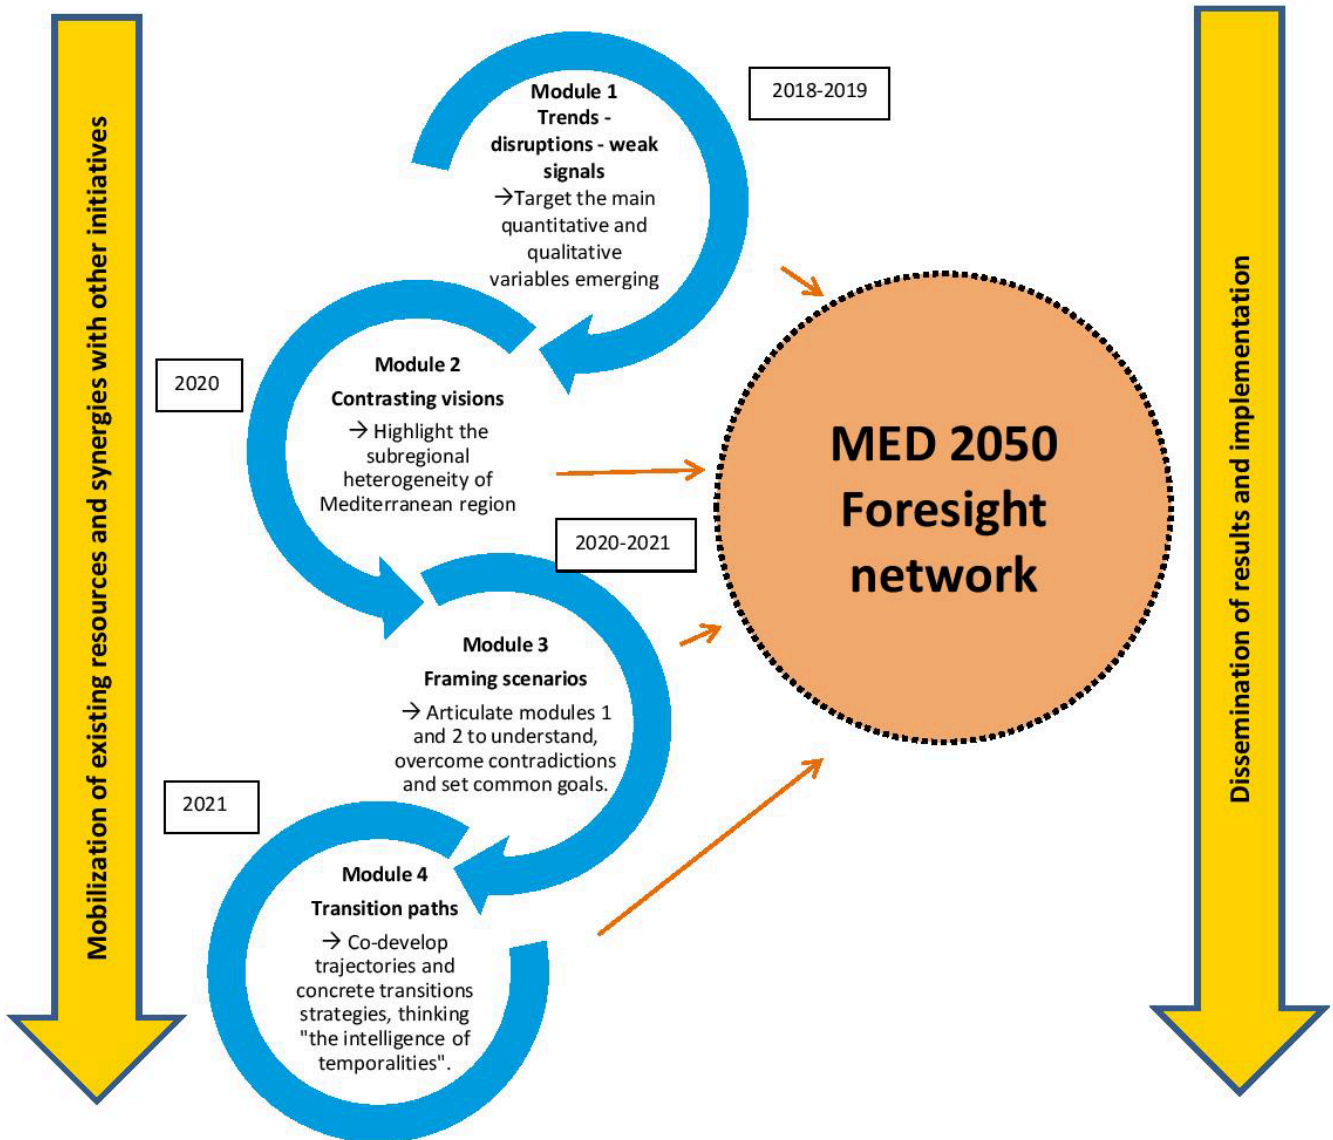 Mobilization of existing resources and synergies with other initiatives
Module 1
Trends -
disruptions - weak
signals
→Target the main
quantitative and
qualitative
variables emerging
2018-2019
Module 2
Contrasting visions
→ Highlight the
subregional
heterogeneity of
Mediterranean region
2020
Module 3
Framing scenarios
→ Articulate modules 1
and 2 to understand,
overcome contradictions
and set common goals.
2020-2021
Module 4
Transition paths
→ Co-develop
trajectories and
concrete transitions
strategies, thinking
"the intelligence of
temporalities".
2021
MED 2050
Foresight
network
Dissemination of results and implementation